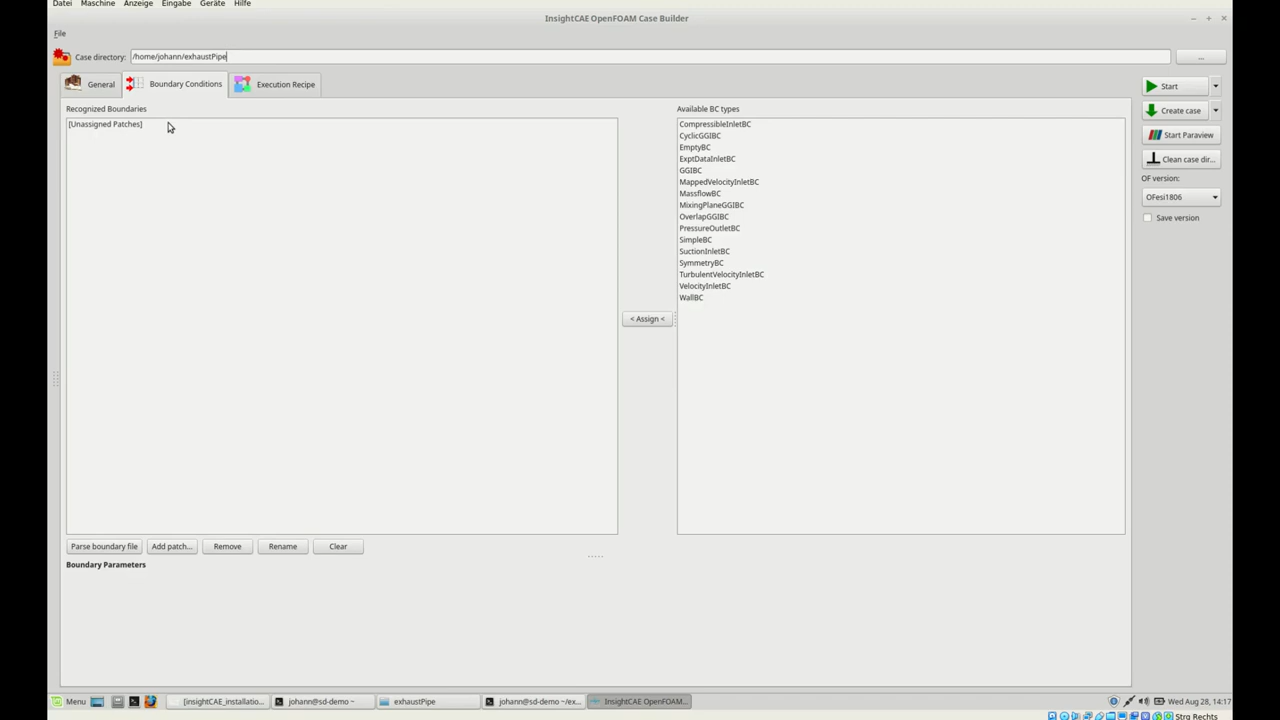 Datei Maschine Anzeige Eingabe Geräte Hilfe
InsightCAE OpenFOAM Case Builder
File
Case directory: /home/johann/exhaustPipe ...
General Boundary Conditions Execution Recipe
Recognized Boundaries
[Unassigned Patches]
Available BC types
CompressibleInletBC
CyclicGGIBC
EmptyBC
ExptDataInletBC
GGIBC
MappedVelocityInletBC
MassflowBC
MixingPlaneGGIBC
OverlapGGIBC
PressureOutletBC
SimpleBC
SuctionInletBC
SymmetryBC
TurbulentVelocityInletBC
VelocityInletBC
WallBC
< Assign <
Start
Create case
Start Paraview
Clean case dir...
OF version:
OFesi1806
Save version
Parse boundary file Add patch... Remove Rename Clear
Boundary Parameters
Menu [insightCAE_installatio... johann@sd-demo ~ exhaustPipe johann@sd-demo ~/ex... InsightCAE OpenFOAM... Wed Aug 28, 14:17
Strg Rechts